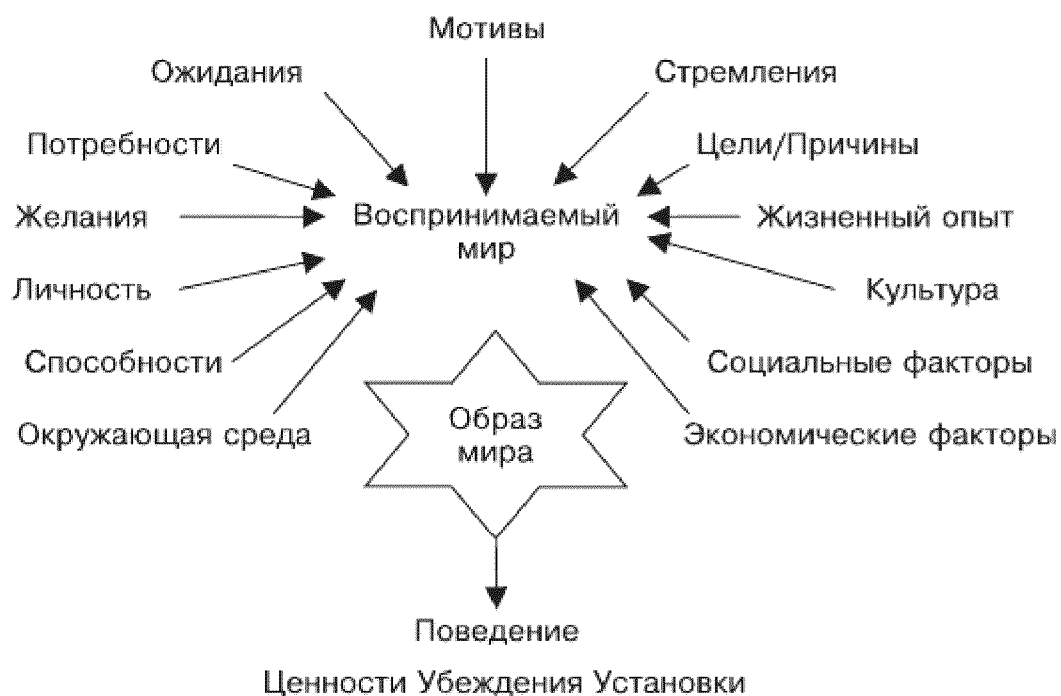 Мотивы
Ожидания
Стремления
Потребности
Цели/Причины
Желания
Воспринимаемый
мир
Жизненный опыт
Личность
Культура
Способности
Социальные факторы
Окружающая среда
Образ
мира
Экономические факторы
Поведение
Ценности Убеждения Установки